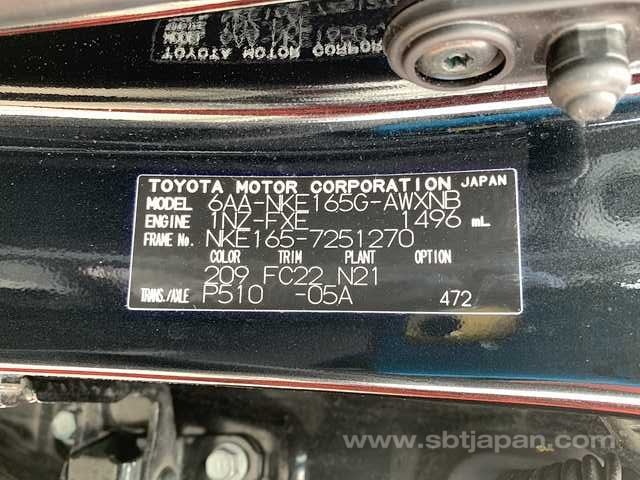 TOYOTA MOTOR CORPORATION JAPAN
MODEL 6AA-NKE165G-AWXNB
ENGINE 1NZ-FXE 1496 mL
FRAME No. NKE165-7251270
COLOR TRIM PLANT OPTION
209 FC22 N21
TRANS./AXLE P510 -05A 472
www.sbtjapan.com